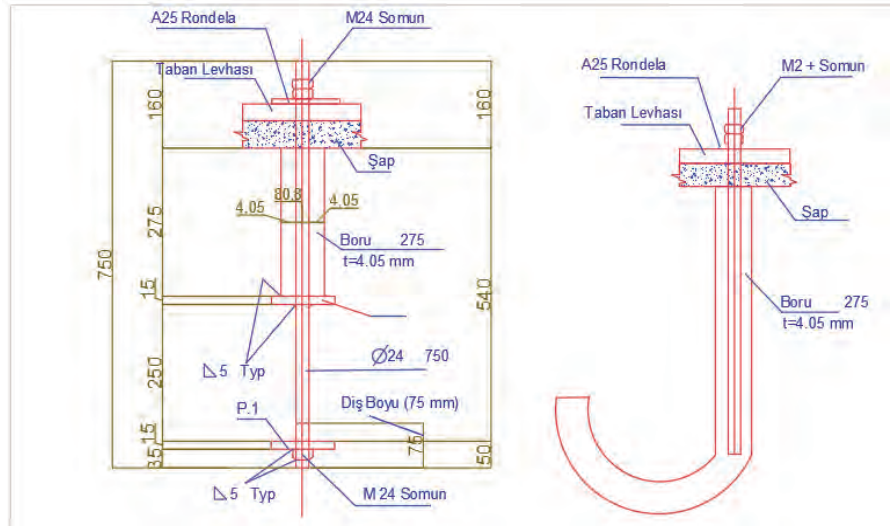 A25 Rondela
M24 Somun
Taban Levhası
Şap
160
160
750
275
80,8
4.05
4.05
Boru 275
t=4.05 mm
15
540
5 Typ
Ø24 750
250
P.1
Diş Boyu (75 mm)
75
15
35
50
5 Typ
M 24 Somun
A25 Rondela
M2 + Somun
Taban Levhası
Şap
Boru 275
t=4.05 mm